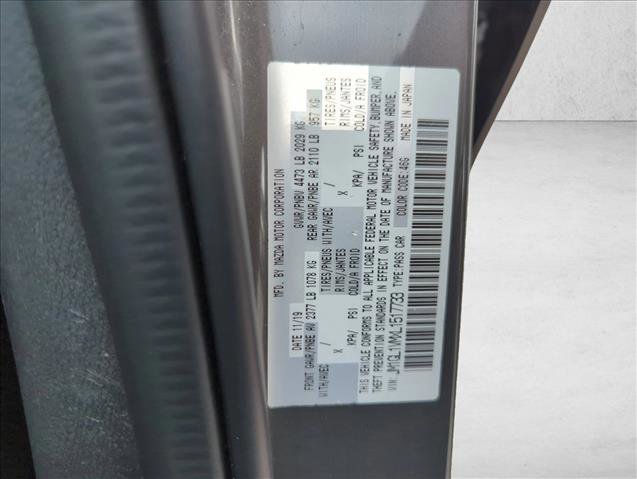 MFD. BY MAZDA MOTOR CORPORATION
DATE 11/19 GVWR/PNBV 4473 LB 2029 KG
FRONT GAWR/PNBE AV 2377 LB 1078 KG REAR GAWR/PNBE AR 2110 LB 957 KG
WITH/AVEC TIRES/PNEUS WITH/AVEC TIRES/PNEUS
X RIMS/JANTES X RIMS/JANTES
KPA/ PSI COLD/A FROID KPA/ PSI COLD/A FROID
THIS VEHICLE CONFORMS TO ALL APPLICABLE FEDERAL MOTOR VEHICLE SAFETY, BUMPER, AND
THEFT PREVENTION STANDARDS IN EFFECT ON THE DATE OF MANUFACTURE SHOWN ABOVE.
VIN: JM1GL1WYXL1517733 TYPE: PASS. CAR COLOR CODE: 46G MADE IN JAPAN